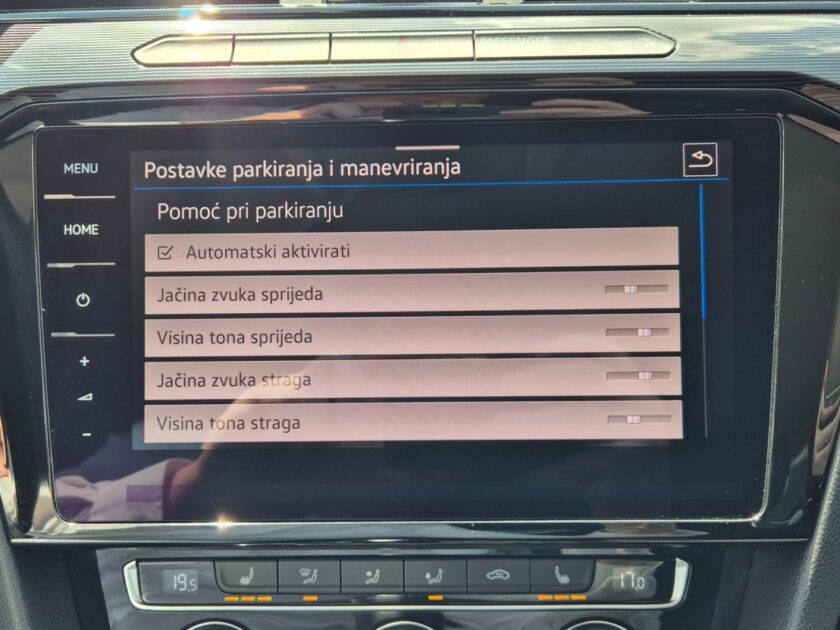 PASSENGER
MENU
Postavke parkiranja i manevriranja
Pomoć pri parkiranju
HOME
Automatski aktivirati
Jačina zvuka sprijeda
Visina tona sprijeda
Jačina zvuka straga
Visina tona straga
+
-
19.5
17.0